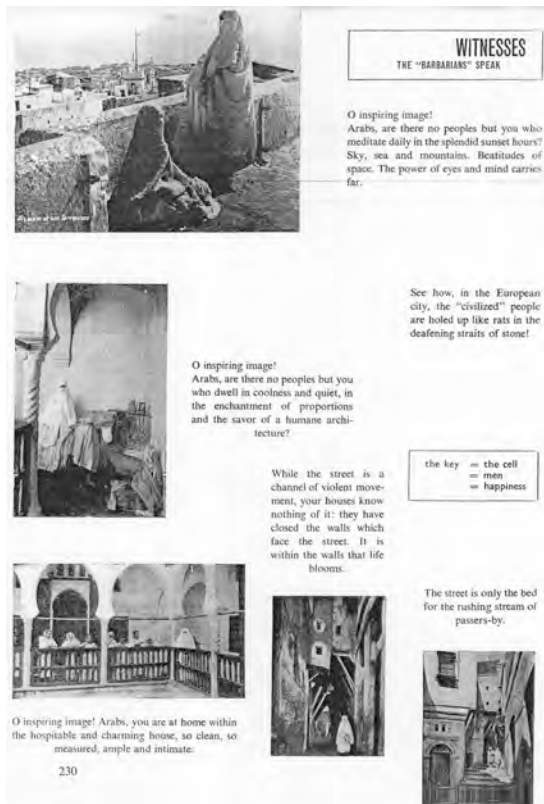 WITNESSES
THE "BARBARIANS" SPEAK
O inspiring image!
Arabs, are there no peoples but you who
meditate daily in the splendid sunset hours?
Sky, sea and mountains. Beatitudes of
space. The power of eyes and mind carries
far.
See how, in the European
city, the "civilized" people
are holed up like rats in the
deafening straits of stone!
O inspiring image!
Arabs, are there no peoples but you
who dwell in coolness and quiet, in
the enchantment of proportions
and the savor of a humane archi-
tecture?
the key = the cell
= men
= happiness
While the street is a
channel of violent move-
ment, your houses know
nothing of it: they have
closed the walls which
face the street. It is
within the walls that life
blooms.
The street is only the bed
for the rushing stream of
passers-by.
O inspiring image! Arabs, you are at home within
the hospitable and charming house, so clean, so
measured, ample and intimate.
230